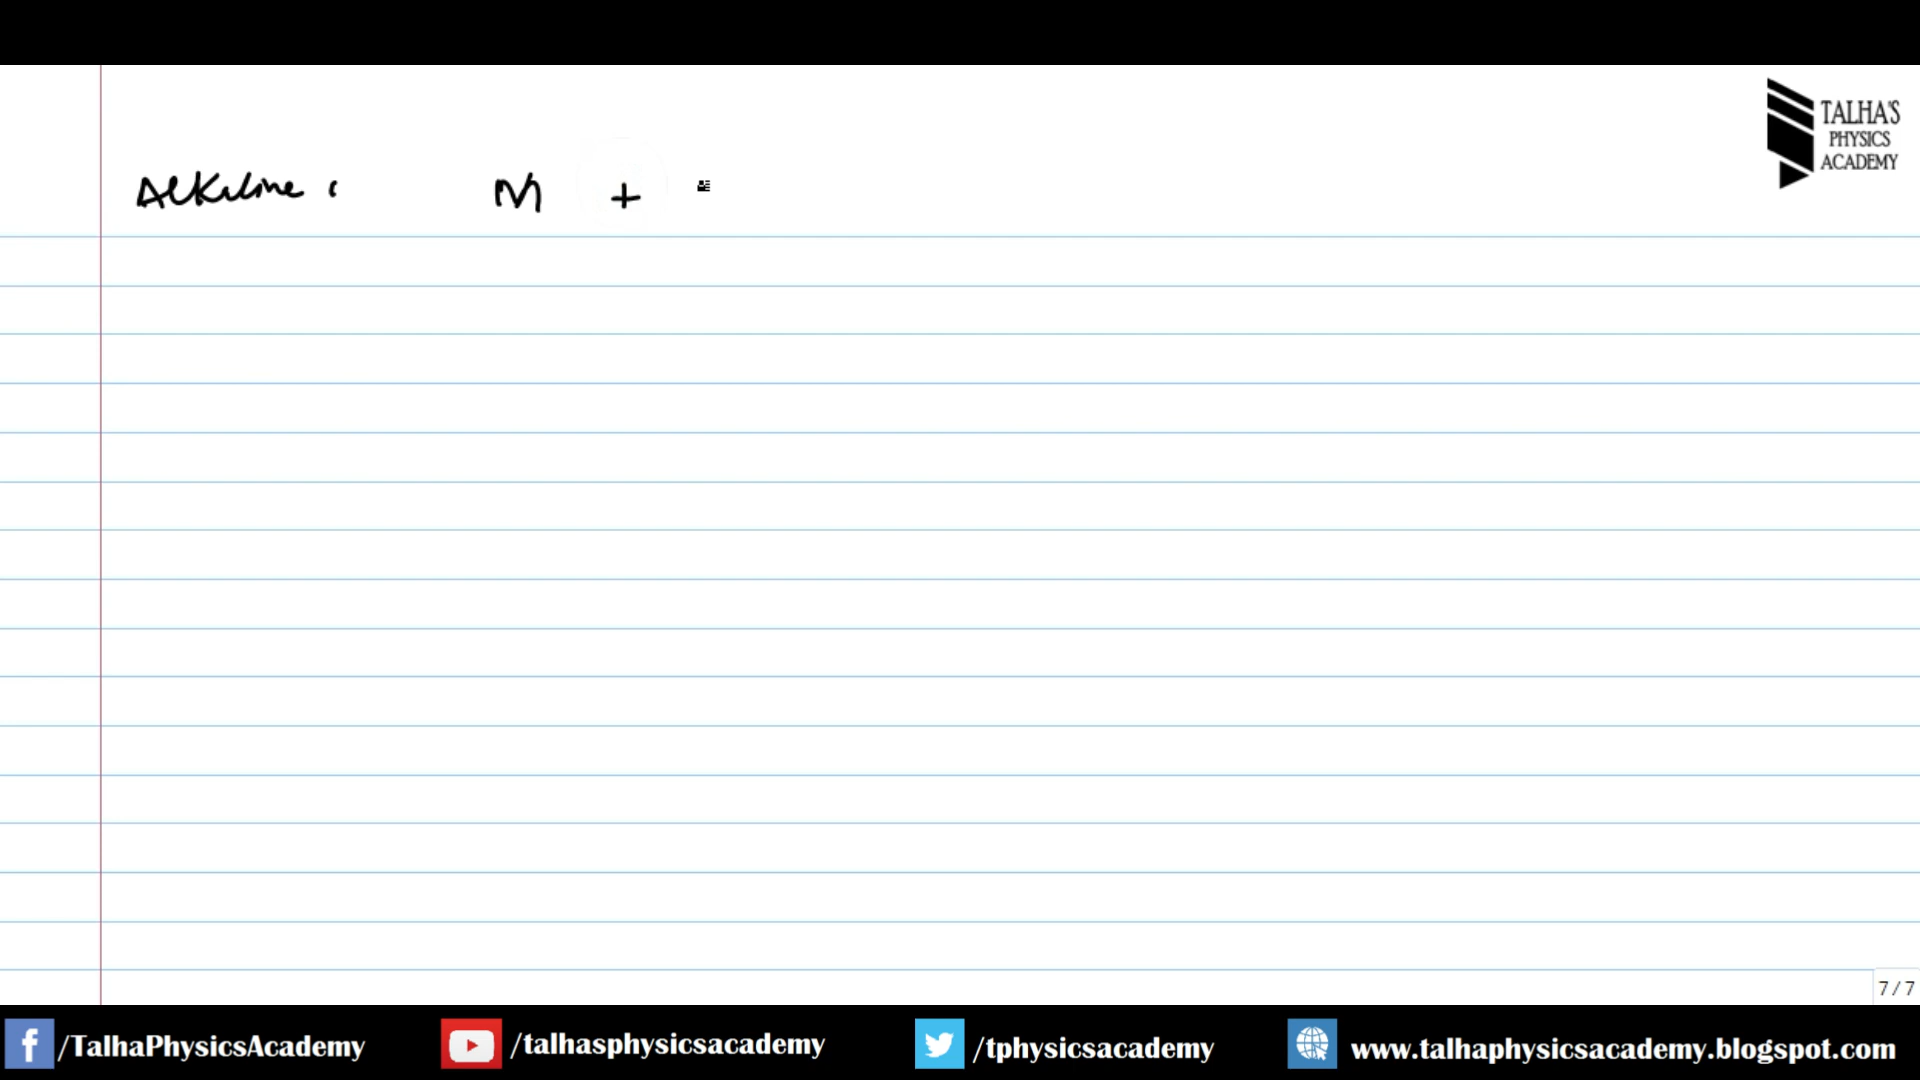 TALHA'S
PHYSICS
ACADEMY
Alkaline : M +
7/7
/TalhaPhysicsAcademy /talhasphysicsacademy /tphysicsacademy www.talhaphysicsacademy.blogspot.com